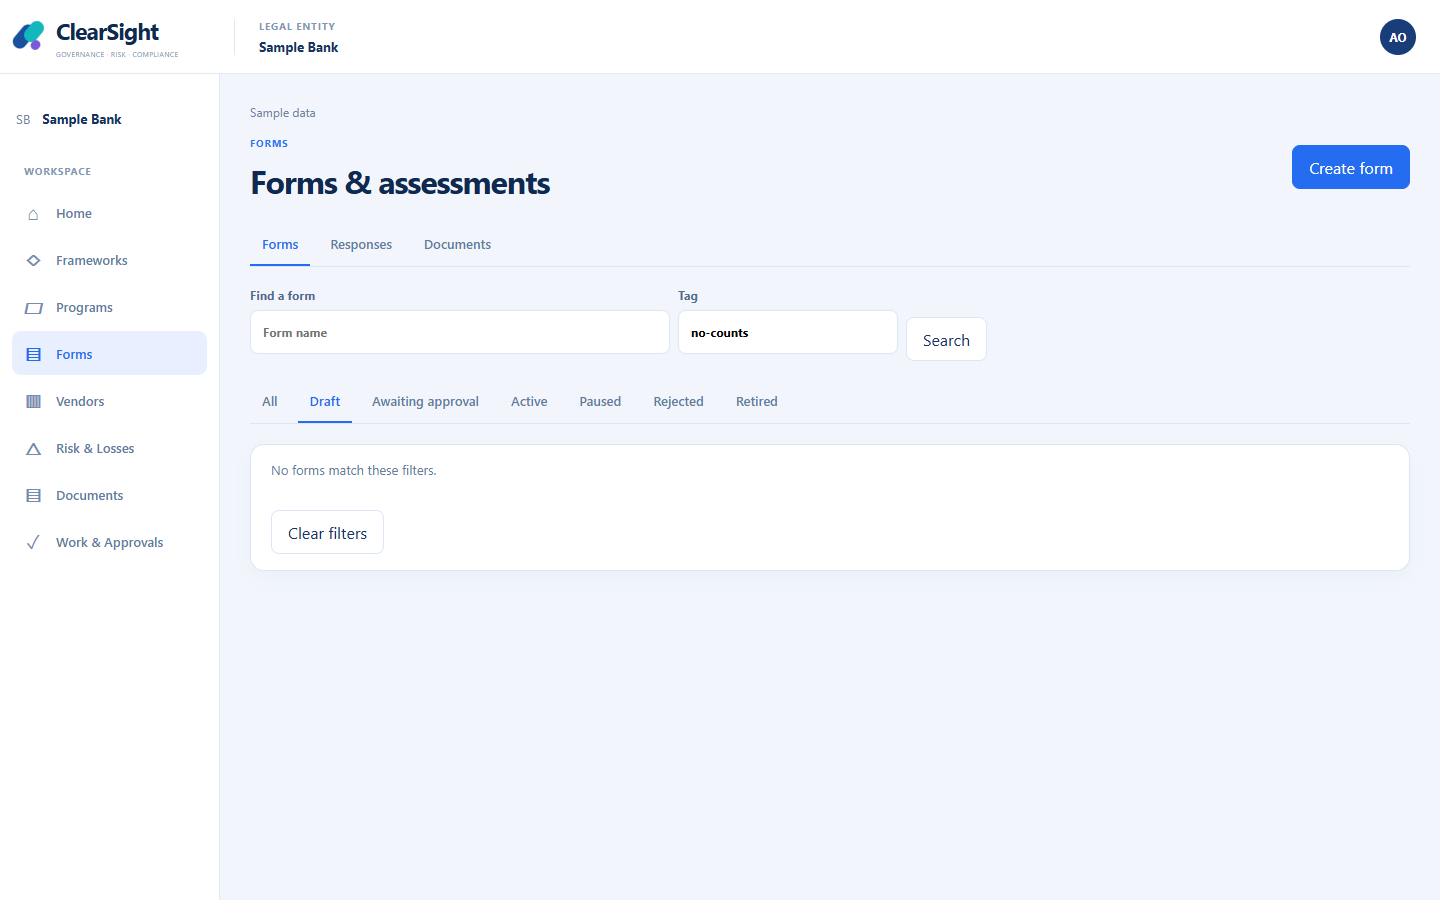 ClearSight
GOVERNANCE · RISK · COMPLIANCE
LEGAL ENTITY
Sample Bank
AO
SB Sample Bank
WORKSPACE
Home
Frameworks
Programs
Forms
Vendors
Risk & Losses
Documents
Work & Approvals
Sample data
FORMS
Forms & assessments
Create form
Forms Responses Documents
Find a form Tag
Form name no-counts Search
All Draft Awaiting approval Active Paused Rejected Retired
No forms match these filters.
Clear filters